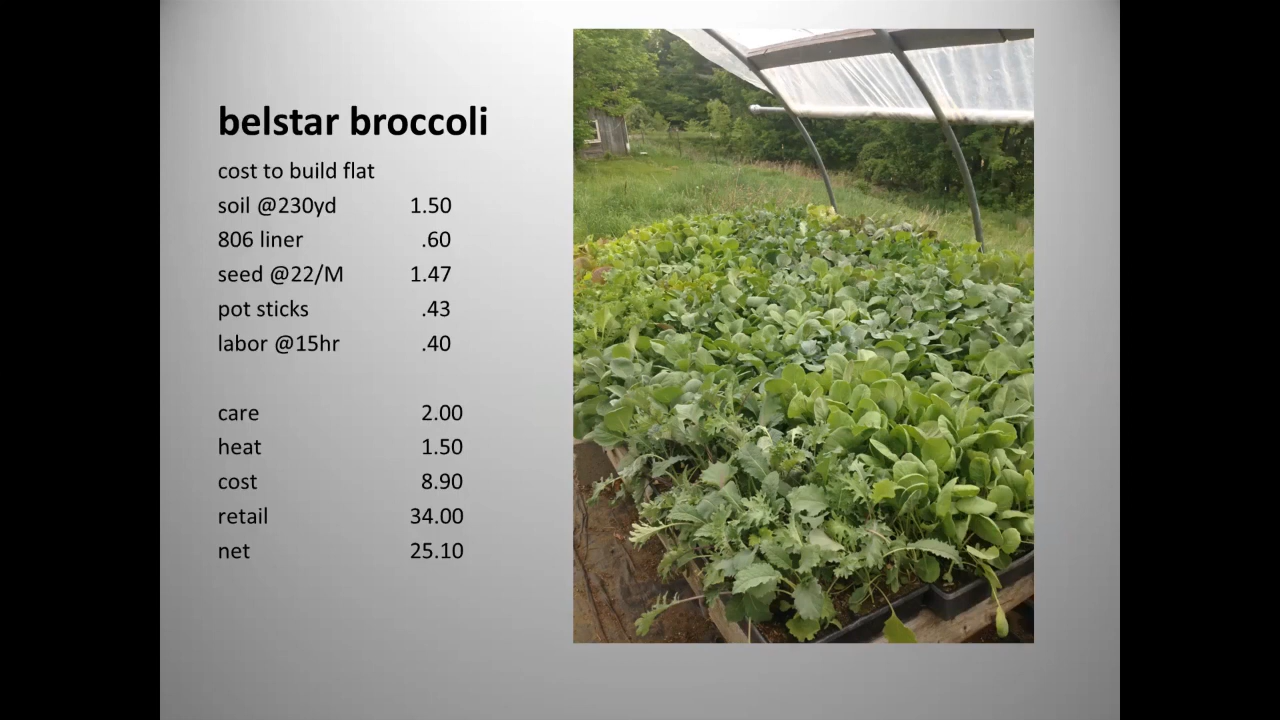 belstar broccoli
cost to build flat
soil @230yd 1.50
806 liner .60
seed @22/M 1.47
pot sticks .43
labor @15hr .40
care 2.00
heat 1.50
cost 8.90
retail 34.00
net 25.10